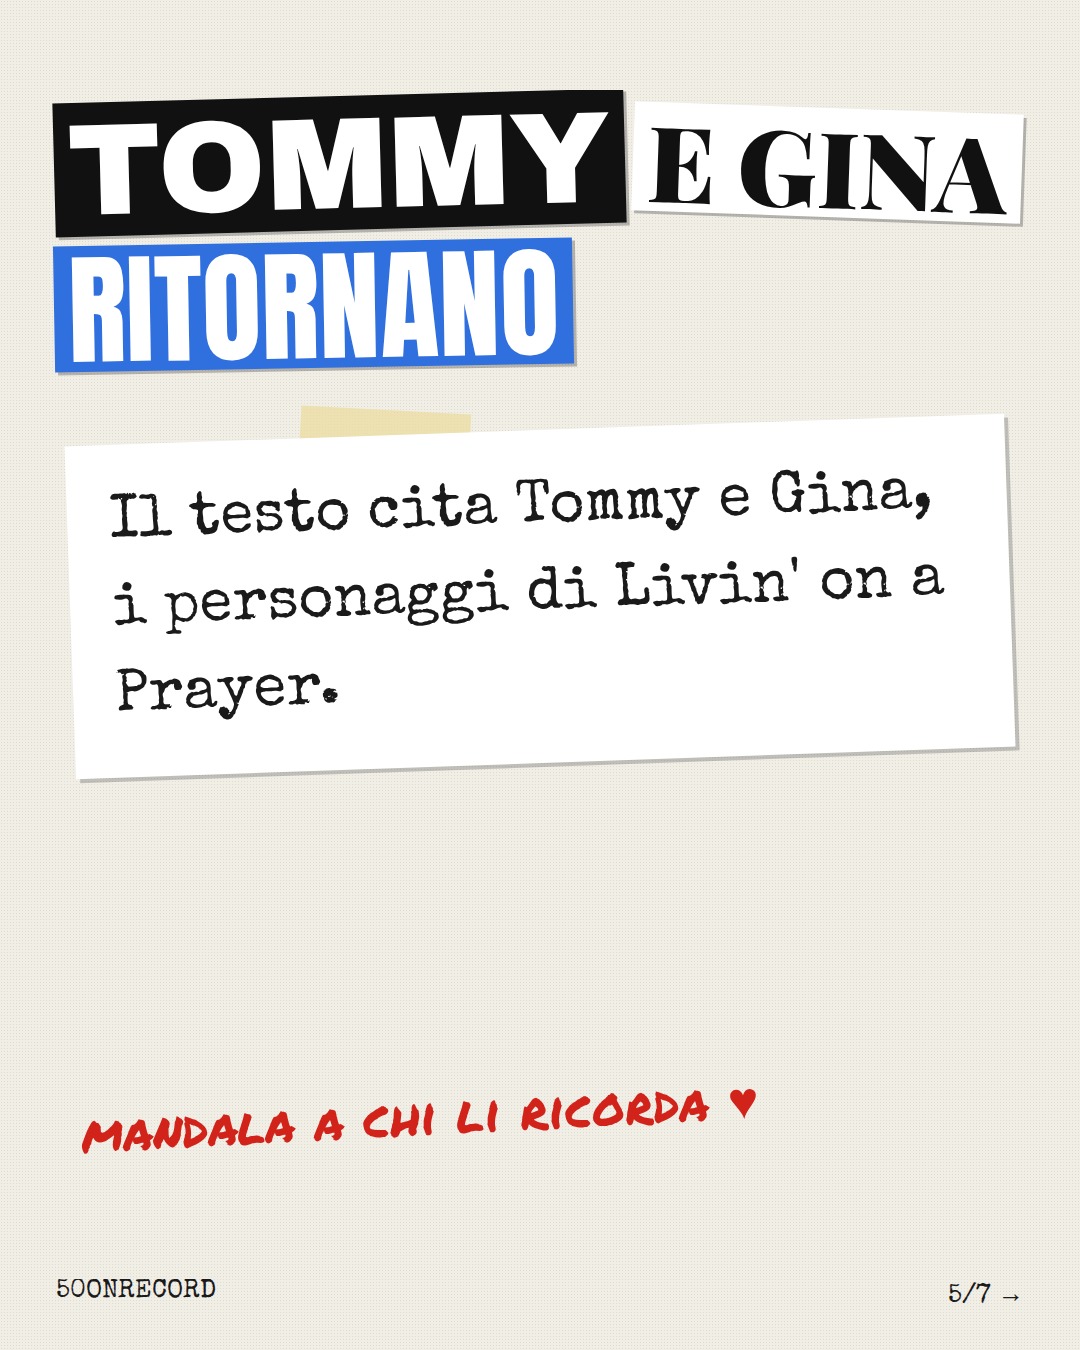 TOMMY E GINA
RITORNANO
Il testo cita Tommy e Gina,
i personaggi di Livin' on a
Prayer.
MANDALA A CHI LI RICORDA ♥
50ONRECORD
5/7 →